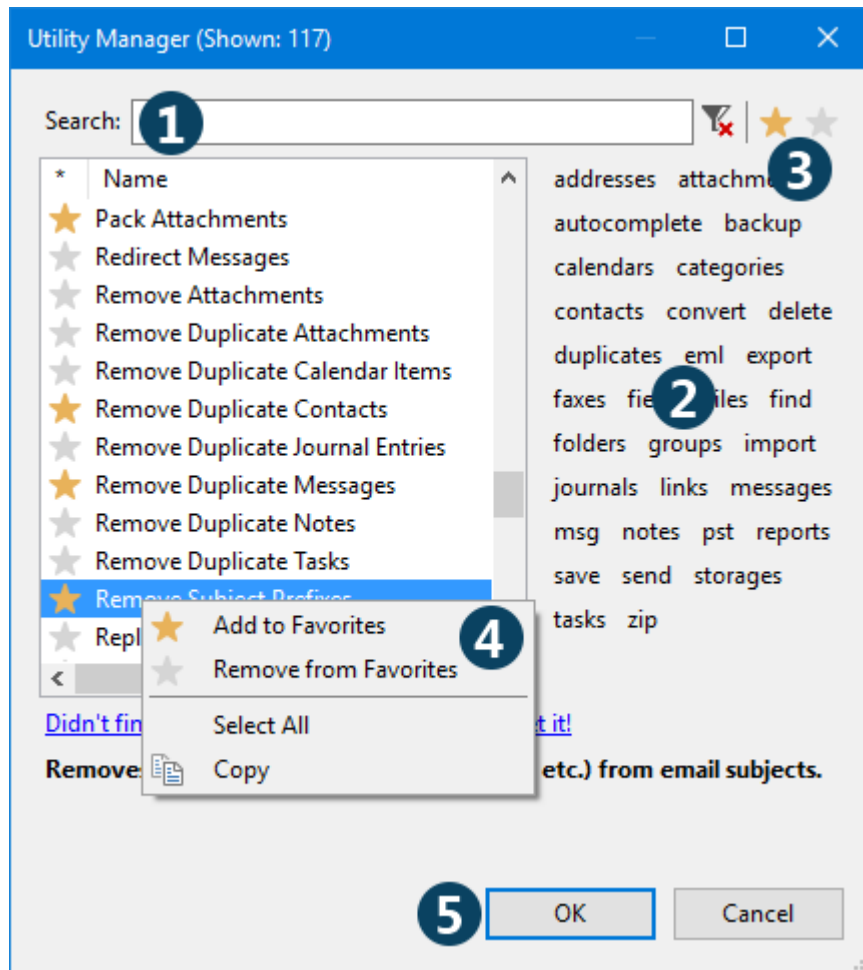 Utility Manager (Shown: 117)
Search: 1
3
* Name
Pack Attachments
Redirect Messages
Remove Attachments
Remove Duplicate Attachments
Remove Duplicate Calendar Items
Remove Duplicate Contacts
Remove Duplicate Journal Entries
Remove Duplicate Messages
Remove Duplicate Notes
Remove Duplicate Tasks
Remove Subject Prefixes
addresses
autocomplete backup
calendars categories
contacts convert delete
duplicates eml export
faxes 2 find
folders groups import
journals links messages
msg notes pst reports
save send storages
tasks zip
Add to Favorites 4
Remove from Favorites
Select All
Copy
Didn't it!
etc.) from email subjects.
5 OK Cancel